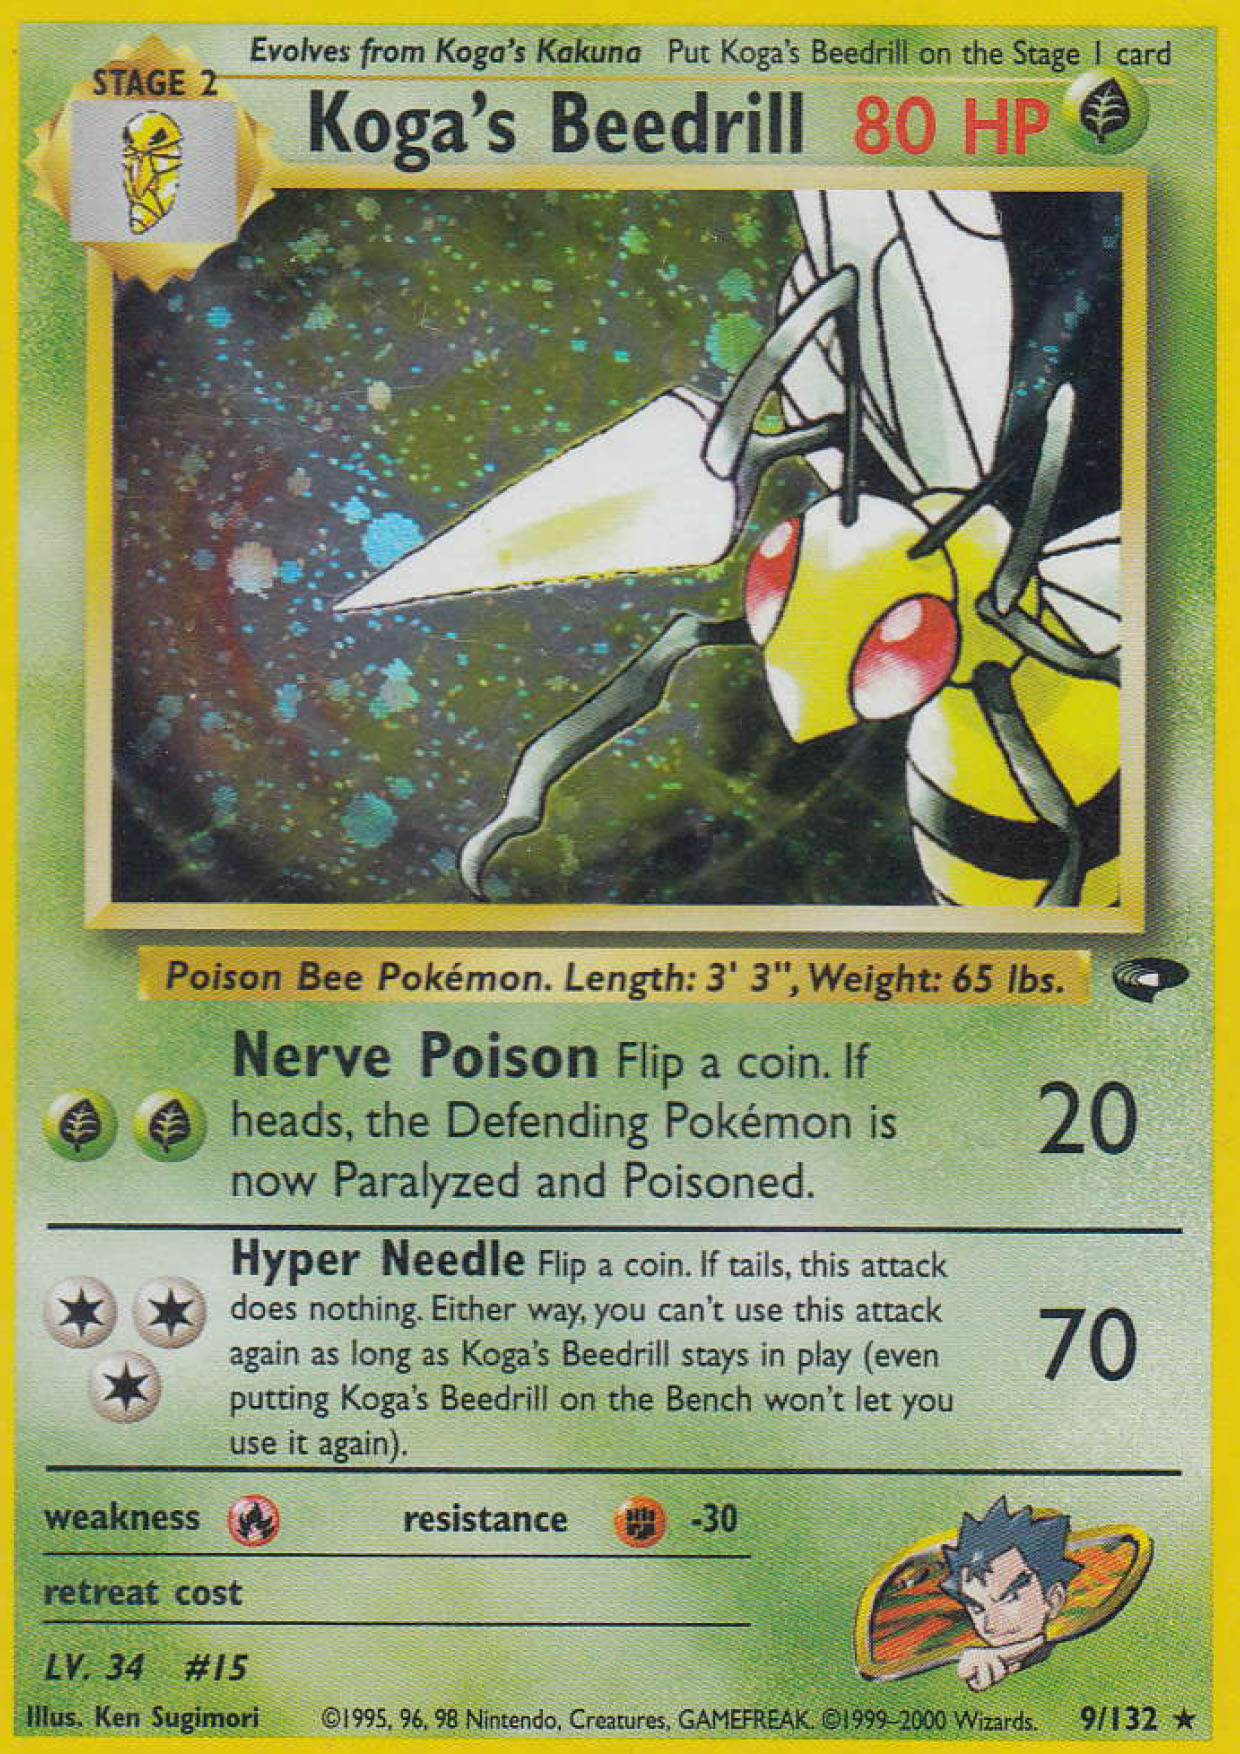 Evolves from Koga's Kakuna Put Koga's Beedrill on the Stage 1 card
STAGE 2
Koga's Beedrill 80 HP
Poison Bee Pokémon. Length: 3' 3", Weight: 65 lbs.
Nerve Poison Flip a coin. If
heads, the Defending Pokémon is
now Paralyzed and Poisoned.
20
Hyper Needle Flip a coin. If tails, this attack
does nothing. Either way, you can't use this attack
again as long as Koga's Beedrill stays in play (even
putting Koga's Beedrill on the Bench won't let you
use it again).
70
weakness resistance -30
retreat cost
LV. 34 #15
Illus. Ken Sugimori ©1995, 96, 98 Nintendo, Creatures, GAMEFREAK. ©1999–2000 Wizards. 9/132 ★